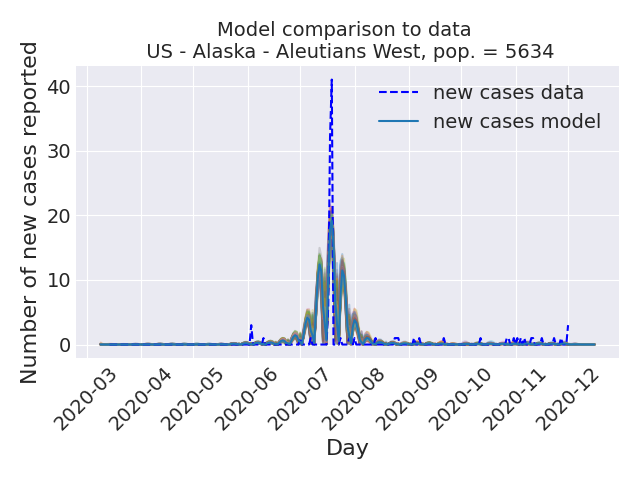 Model comparison to data
US - Alaska - Aleutians West, pop. = 5634
Number of new cases reported
40
30
20
10
0
new cases data
new cases model
2020-03
2020-04
2020-05
2020-06
2020-07
2020-08
2020-09
2020-10
2020-11
2020-12
Day